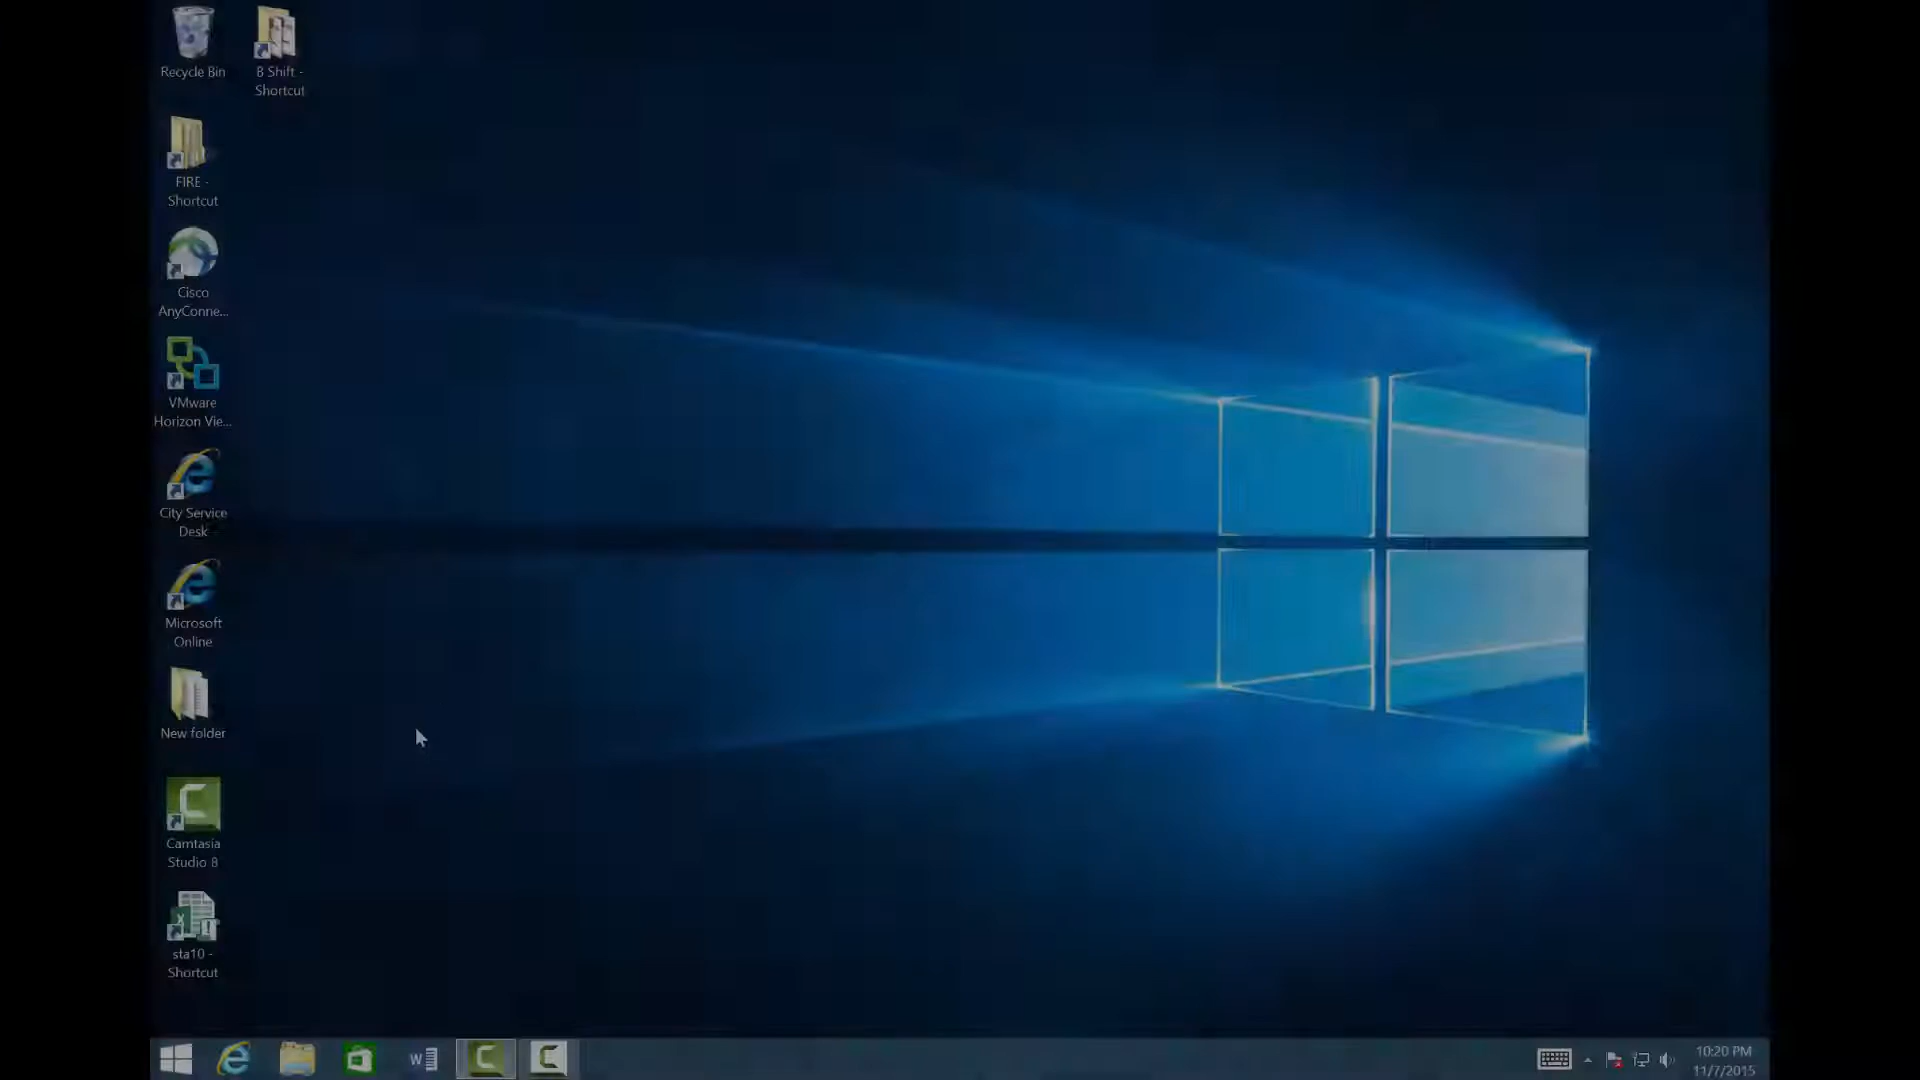 Recycle Bin
B Shift -
Shortcut
FIRE -
Shortcut
Cisco
AnyConne...
VMware
Horizon Vie...
City Service
Desk
Microsoft
Online
New folder
Camtasia
Studio 8
sta10 -
Shortcut
10:20 PM
11/7/2015